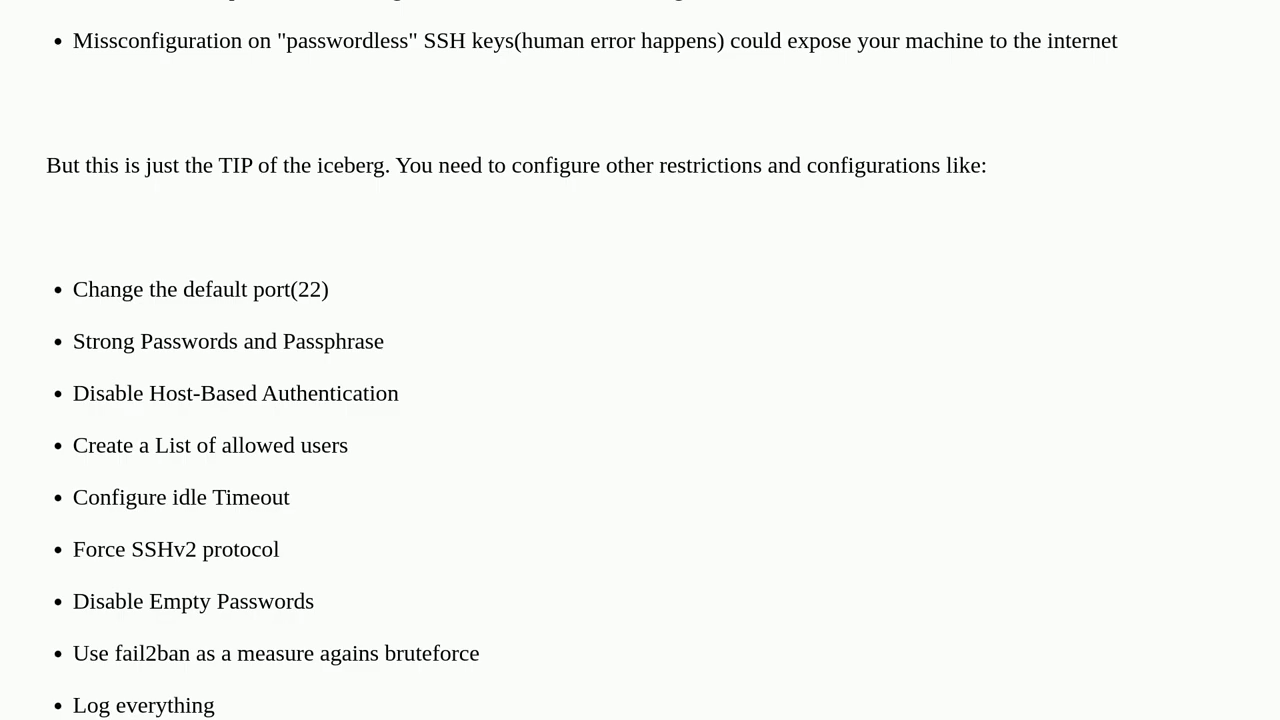 Missconfiguration on "passwordless" SSH keys(human error happens) could expose your machine to the internet
But this is just the TIP of the iceberg. You need to configure other restrictions and configurations like:
Change the default port(22)
Strong Passwords and Passphrase
Disable Host-Based Authentication
Create a List of allowed users
Configure idle Timeout
Force SSHv2 protocol
Disable Empty Passwords
Use fail2ban as a measure agains bruteforce
Log everything